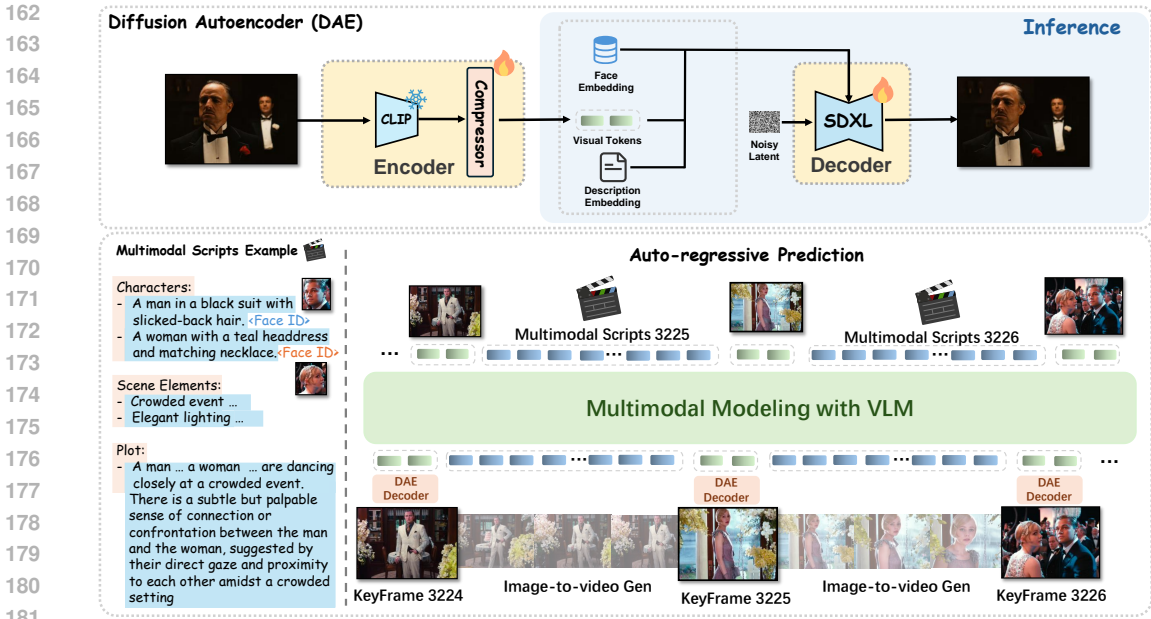 162
163
164
165
166
167
168
169
170
171
172
173
174
175
176
177
178
179
180
181
Diffusion Autoencoder (DAE)
Inference
CLIP
Compressor
Encoder
Face
Embedding
Visual Tokens
Description
Embedding
Noisy
Latent
SDXL
Decoder
Multimodal Scripts Example
Characters:
- A man in a black suit with
slicked-back hair. <Face ID>
- A woman with a teal headdress
and matching necklace.<Face ID>
Scene Elements:
- Crowded event ...
- Elegant lighting ...
Plot:
- A man ... a woman ... are dancing
closely at a crowded event.
There is a subtle but palpable
sense of connection or
confrontation between the man
and the woman, suggested by
their direct gaze and proximity
to each other amidst a crowded
setting
Auto-regressive Prediction
Multimodal Scripts 3225
Multimodal Scripts 3226
...
...
...
Multimodal Modeling with VLM
...
...
...
DAE
Decoder
DAE
Decoder
DAE
Decoder
Image-to-video Gen
Image-to-video Gen
KeyFrame 3224
KeyFrame 3225
KeyFrame 3226